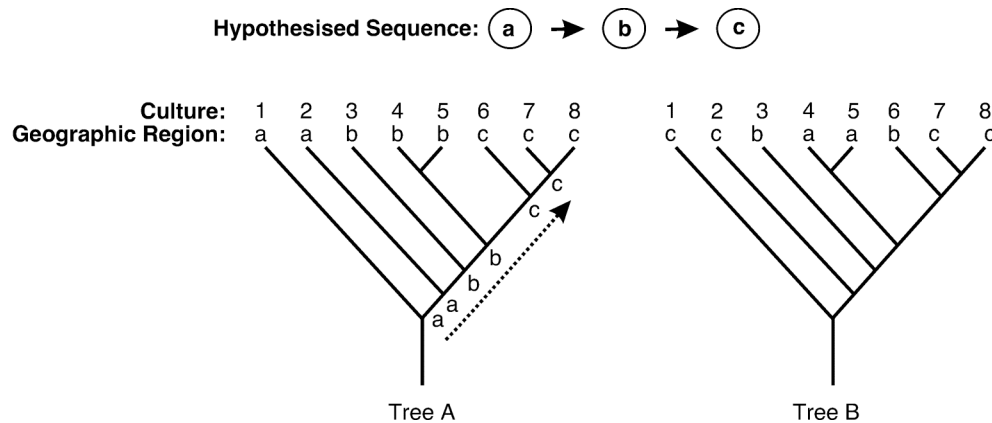 Hypothesised Sequence: a b c
Culture: 1 2 3 4 5 6 7 8 1 2 3 4 5 6 7 8
Geographic Region: a a b b b c c c c c b a a b c c
c
c
b
b
a
a
Tree A Tree B